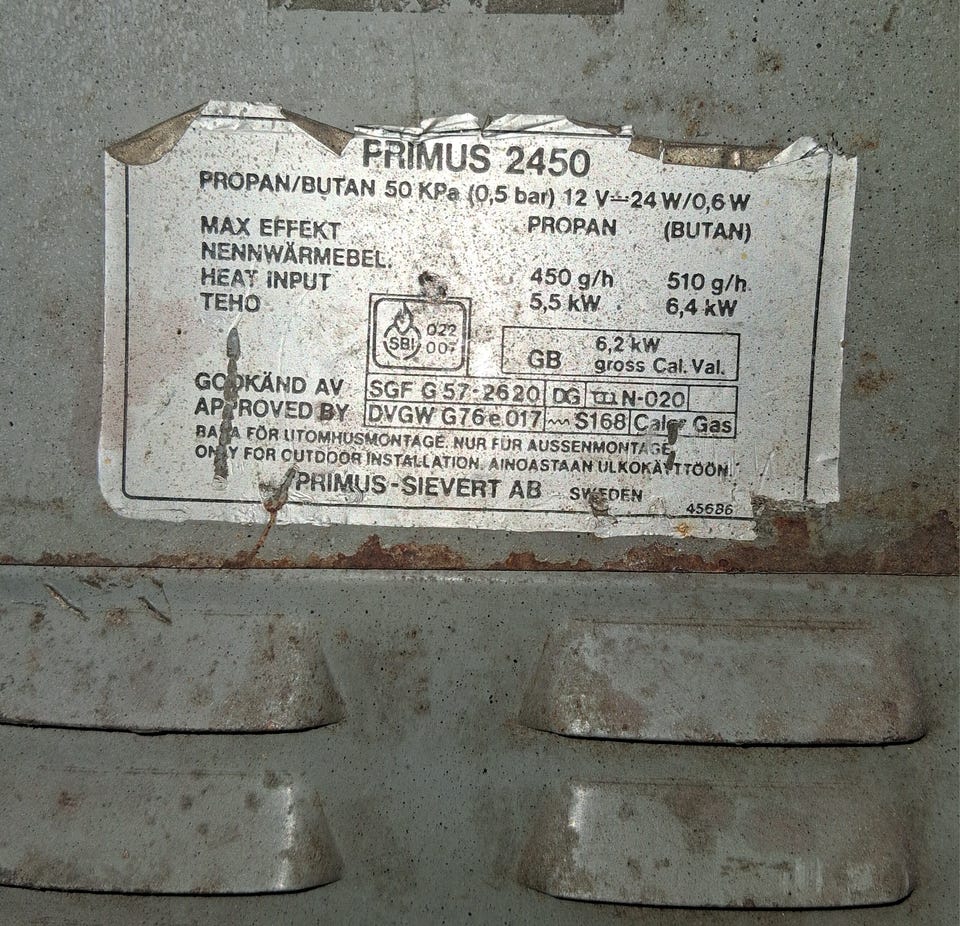 PRIMUS 2450
PROPAN/BUTAN 50 KPa (0,5 bar) 12 V⎓24 W/0,6 W
MAX EFFEKT PROPAN (BUTAN)
NENNWÄRMEBEL.
HEAT INPUT 450 g/h 510 g/h
TEHO 5,5 kW 6,4 kW
SBI 022
007
GB 6,2 kW
gross Cal. Val.
GODKÄND AV SGF G 57-2620 DG N-020
APPROVED BY DVGW G76 e 017 S168 Calor Gas
BARA FÖR UTOMHUSMONTAGE. NUR FÜR AUSSENMONTAGE.
ONLY FOR OUTDOOR INSTALLATION. AINOASTAAN ULKOKÄYTTÖÖN.
PRIMUS-SIEVERT AB SWEDEN
45686